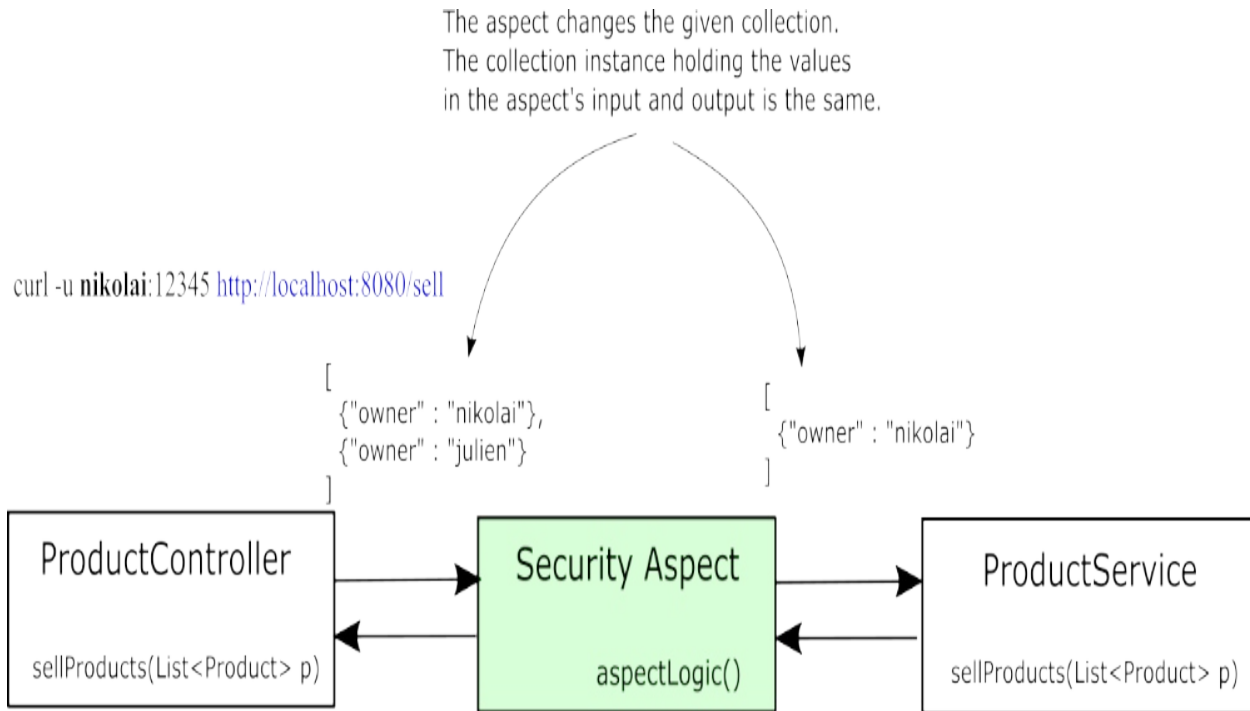 The aspect changes the given collection.
The collection instance holding the values
in the aspect's input and output is the same.
curl -u nikolai:12345 http://localhost:8080/sell
[
{"owner" : "nikolai"},
{"owner" : "julien"}
]
[
{"owner" : "nikolai"}
]
ProductController
sellProducts(List<Product> p)
Security Aspect
aspectLogic()
ProductService
sellProducts(List<Product> p)